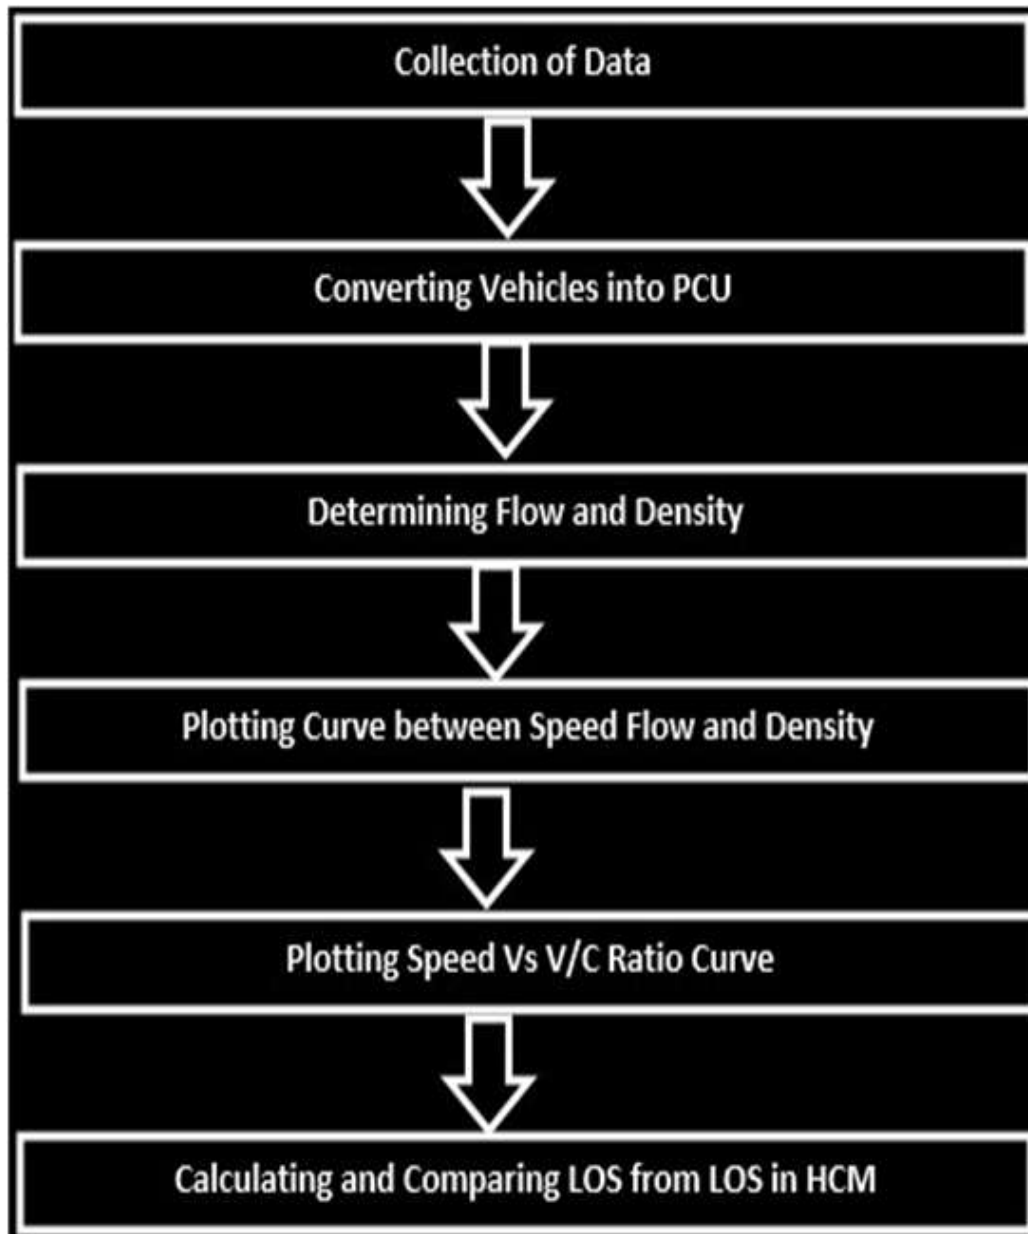 Collection of Data
Converting Vehicles into PCU
Determining Flow and Density
Plotting Curve between Speed Flow and Density
Plotting Speed Vs V/C Ratio Curve
Calculating and Comparing LOS from LOS in HCM